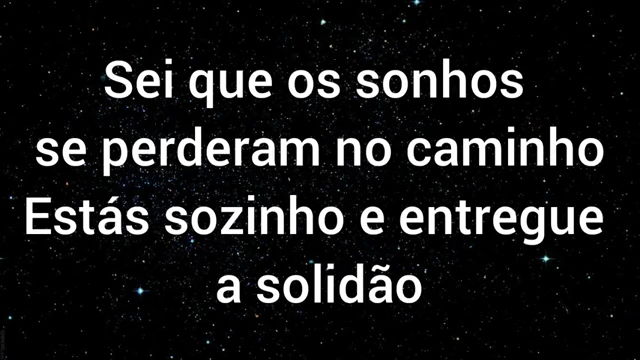 Sei que os sonhos
se perderam no caminho
Estás sozinho e entregue
a solidão